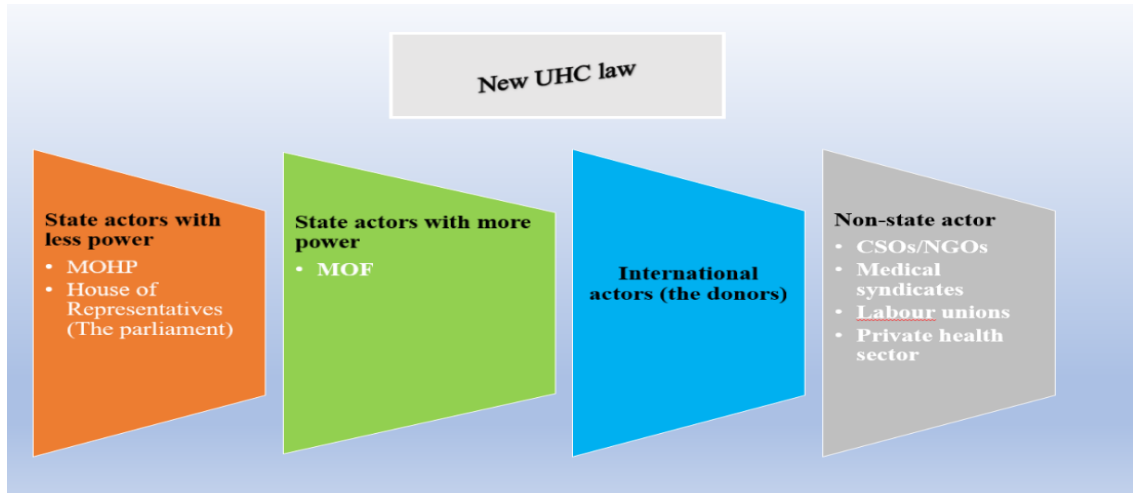 New UHC law
State actors with
less power
• MOHP
• House of
Representatives
(The parliament)
State actors with more
power
• MOF
International
actors (the donors)
Non-state actor
• CSOs/NGOs
• Medical
syndicates
• Labour unions
• Private health
sector